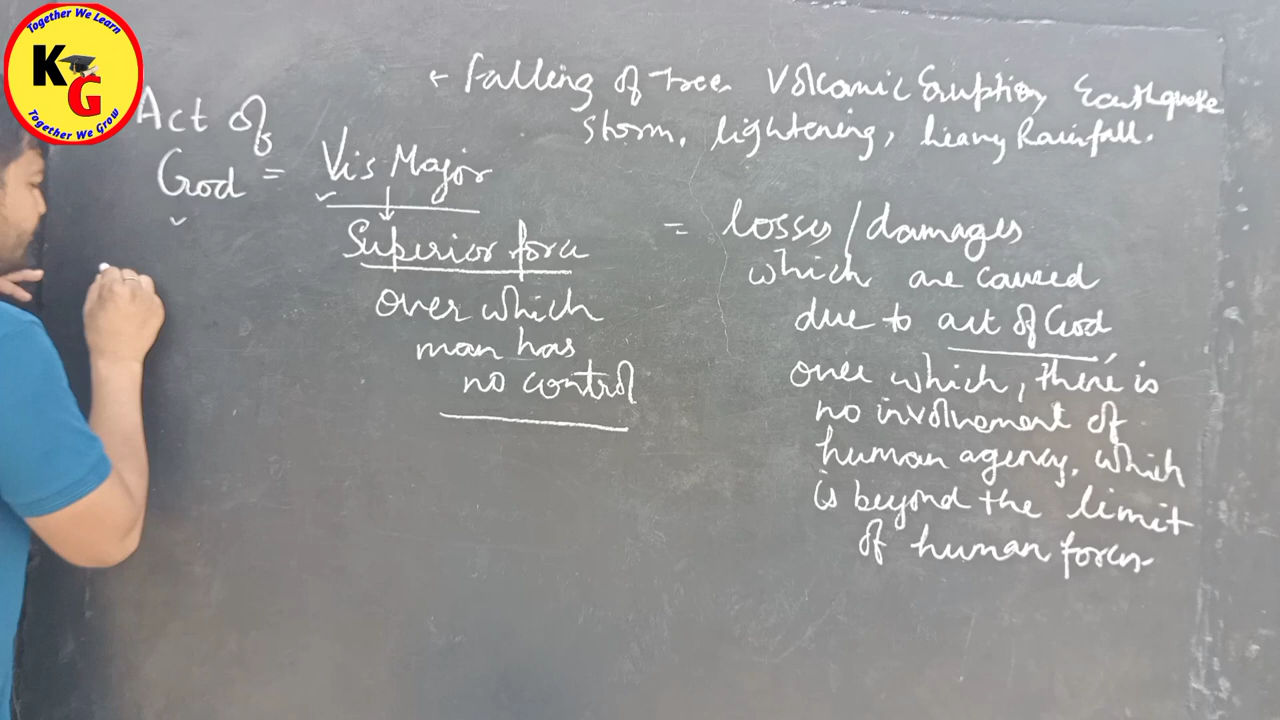 Together We Learn
KG
Together We Grow
Act of
God = Vis Major
Superior force
over which
man has
no control
Falling of tree. Volcanic Eruption, Earthquake
Storm, lightening, heavy Rainfall.
= losses/damages
which are caused
due to act of God
over which, there is
no involvement of
human agency. which
is beyond the limit
of human forces